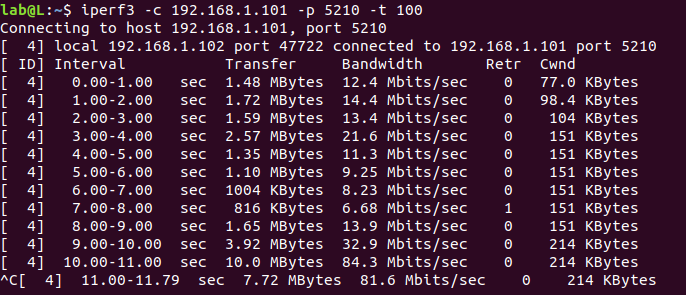 lab@L:~$ iperf3 -c 192.168.1.101 -p 5210 -t 100
Connecting to host 192.168.1.101, port 5210
[  4] local 192.168.1.102 port 47722 connected to 192.168.1.101 port 5210
[ ID] Interval           Transfer     Bandwidth       Retr  Cwnd
[  4]   0.00-1.00   sec  1.48 MBytes  12.4 Mbits/sec    0   77.0 KBytes
[  4]   1.00-2.00   sec  1.72 MBytes  14.4 Mbits/sec    0   98.4 KBytes
[  4]   2.00-3.00   sec  1.59 MBytes  13.4 Mbits/sec    0    104 KBytes
[  4]   3.00-4.00   sec  2.57 MBytes  21.6 Mbits/sec    0    151 KBytes
[  4]   4.00-5.00   sec  1.35 MBytes  11.3 Mbits/sec    0    151 KBytes
[  4]   5.00-6.00   sec  1.10 MBytes  9.25 Mbits/sec    0    151 KBytes
[  4]   6.00-7.00   sec  1004 KBytes  8.23 Mbits/sec    0    151 KBytes
[  4]   7.00-8.00   sec   816 KBytes  6.68 Mbits/sec    1    151 KBytes
[  4]   8.00-9.00   sec  1.65 MBytes  13.9 Mbits/sec    0    151 KBytes
[  4]   9.00-10.00  sec  3.92 MBytes  32.9 Mbits/sec    0    214 KBytes
[  4]  10.00-11.00  sec  10.0 MBytes  84.3 Mbits/sec    0    214 KBytes
^C[  4]  11.00-11.79  sec  7.72 MBytes  81.6 Mbits/sec    0    214 KBytes